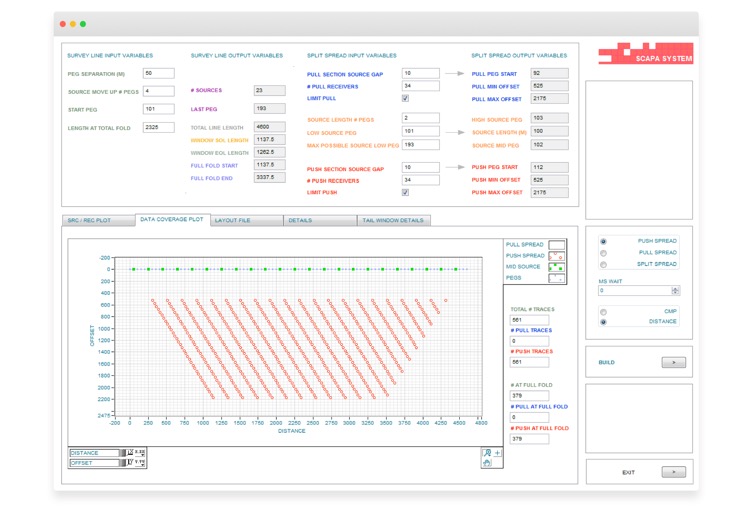 SCAPA SYSTEM
SURVEY LINE INPUT VARIABLES
PEG SEPARATION (M) 50
SOURCE MOVE UP # PEGS 4
START PEG 101
LENGTH AT TOTAL FOLD 2325
SURVEY LINE OUTPUT VARIABLES
# SOURCES 23
LAST PEG 193
TOTAL LINE LENGTH 4600
WINDOW SOL LENGTH 1137.5
WINDOW EOL LENGTH 1262.5
FULL FOLD START 1137.5
FULL FOLD END 3337.5
SPLIT SPREAD INPUT VARIABLES
PULL SECTION SOURCE GAP 10
# PULL RECEIVERS 34
LIMIT PULL
SOURCE LENGTH # PEGS 2
LOW SOURCE PEG 101
MAX POSSIBLE SOURCE LOW PEG 193
PUSH SECTION SOURCE GAP 10
# PUSH RECEIVERS 34
LIMIT PUSH
SPLIT SPREAD OUTPUT VARIABLES
PULL PEG START 92
PULL MIN OFFSET 525
PULL MAX OFFSET 2175
HIGH SOURCE PEG 103
SOURCE LENGTH (M) 100
SOURCE MID PEG 102
PUSH PEG START 112
PUSH MIN OFFSET 525
PUSH MAX OFFSET 2175
SRC / REC PLOT
DATA COVERAGE PLOT
LAYOUT FILE
DETAILS
TAIL WINDOW DETAILS
PULL SPREAD
PUSH SPREAD
MID SOURCE
PEGS
OFFSET
-200
0
200
400
600
800
1000
1200
1400
1600
1800
2000
2200
2475
-200 0 250 500 750 1000 1250 1500 1750 2000 2250 2500 2750 3000 3250 3500 3750 4000 4250 4500 4800
DISTANCE
TOTAL # TRACES
561
# PULL TRACES
0
# PUSH TRACES
561
# AT FULL FOLD
379
# PULL AT FULL FOLD
0
# PUSH AT FULL FOLD
379
DISTANCE
OFFSET
PUSH SPREAD
PULL SPREAD
SPLIT SPREAD
MS WAIT
0
CMP
DISTANCE
BUILD >
EXIT >